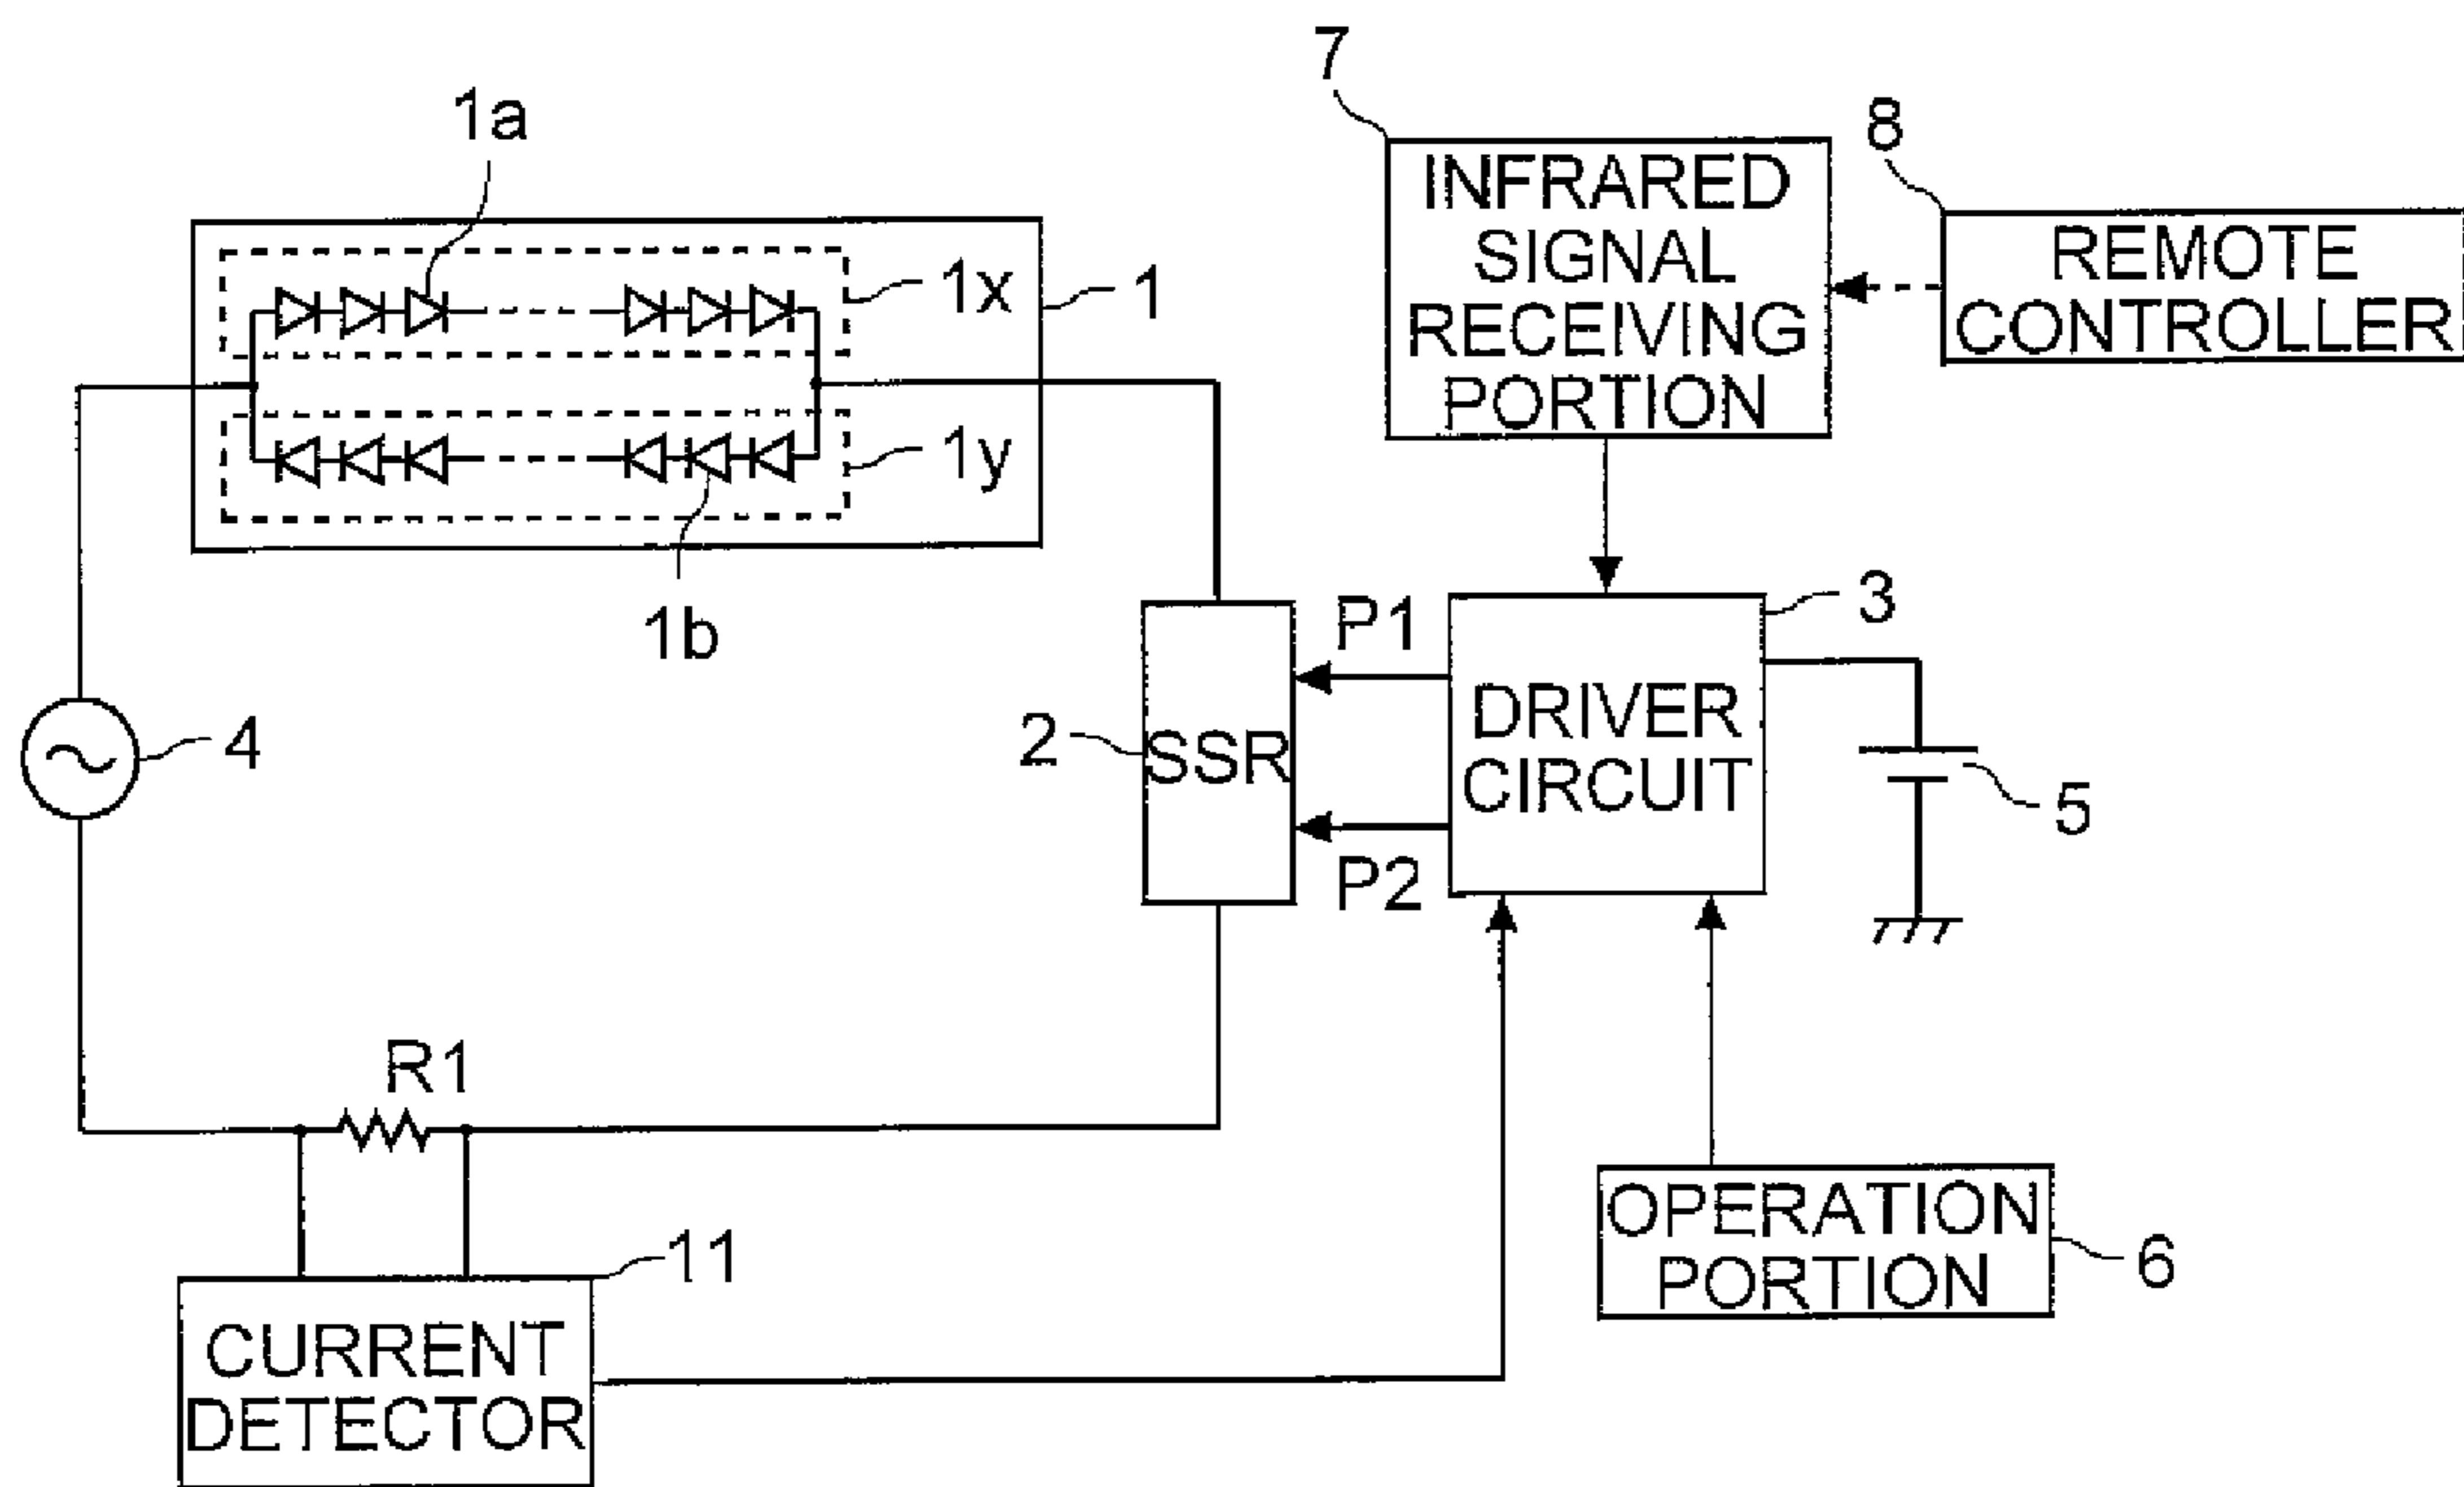 7
1a
8
INFRARED
SIGNAL
RECEIVING
PORTION
REMOTE
CONTROLLER
1x
1
1y
1b
P1
3
4
2
SSR
DRIVER
CIRCUIT
5
P2
R1
11
OPERATION
PORTION
6
CURRENT
DETECTOR